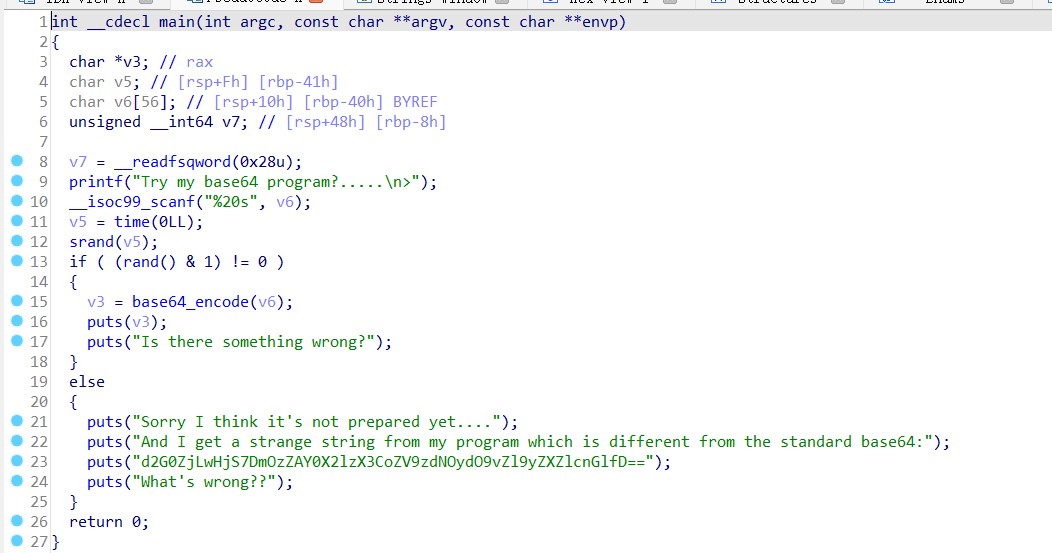 Strings window
Structures
Enums
1 int __cdecl main(int argc, const char **argv, const char **envp)
2 {
3 char *v3; // rax
4 char v5; // [rsp+Fh] [rbp-41h]
5 char v6[56]; // [rsp+10h] [rbp-40h] BYREF
6 unsigned __int64 v7; // [rsp+48h] [rbp-8h]
7
8 v7 = __readfsqword(0x28u);
9 printf("Try my base64 program?.....\n>");
10 __isoc99_scanf("%20s", v6);
11 v5 = time(0LL);
12 srand(v5);
13 if ( (rand() & 1) != 0 )
14 {
15 v3 = base64_encode(v6);
16 puts(v3);
17 puts("Is there something wrong?");
18 }
19 else
20 {
21 puts("Sorry I think it's not prepared yet....");
22 puts("And I get a strange string from my program which is different from the standard base64:");
23 puts("d2G0ZjLwHjS7DmOzZAY0X2lzX3CoZV9zdNOydO9vZl9yZXZlcnGlfD==");
24 puts("What's wrong??");
25 }
26 return 0;
27 }